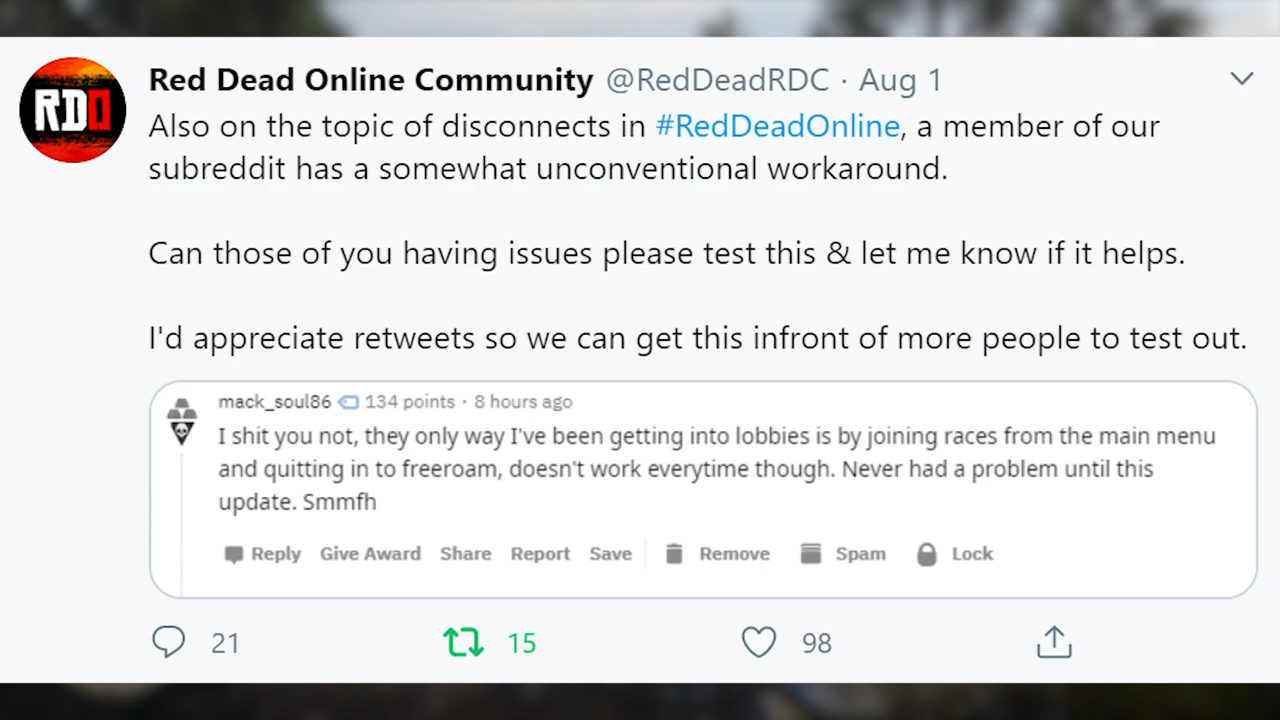 RDO
Red Dead Online Community @RedDeadRDC · Aug 1
Also on the topic of disconnects in #RedDeadOnline, a member of our
subreddit has a somewhat unconventional workaround.
Can those of you having issues please test this & let me know if it helps.
I'd appreciate retweets so we can get this infront of more people to test out.
mack_soul86 134 points · 8 hours ago
I shit you not, they only way I've been getting into lobbies is by joining races from the main menu
and quitting in to freeroam, doesn't work everytime though. Never had a problem until this
update. Smmfh
Reply Give Award Share Report Save Remove Spam Lock
21 15 98